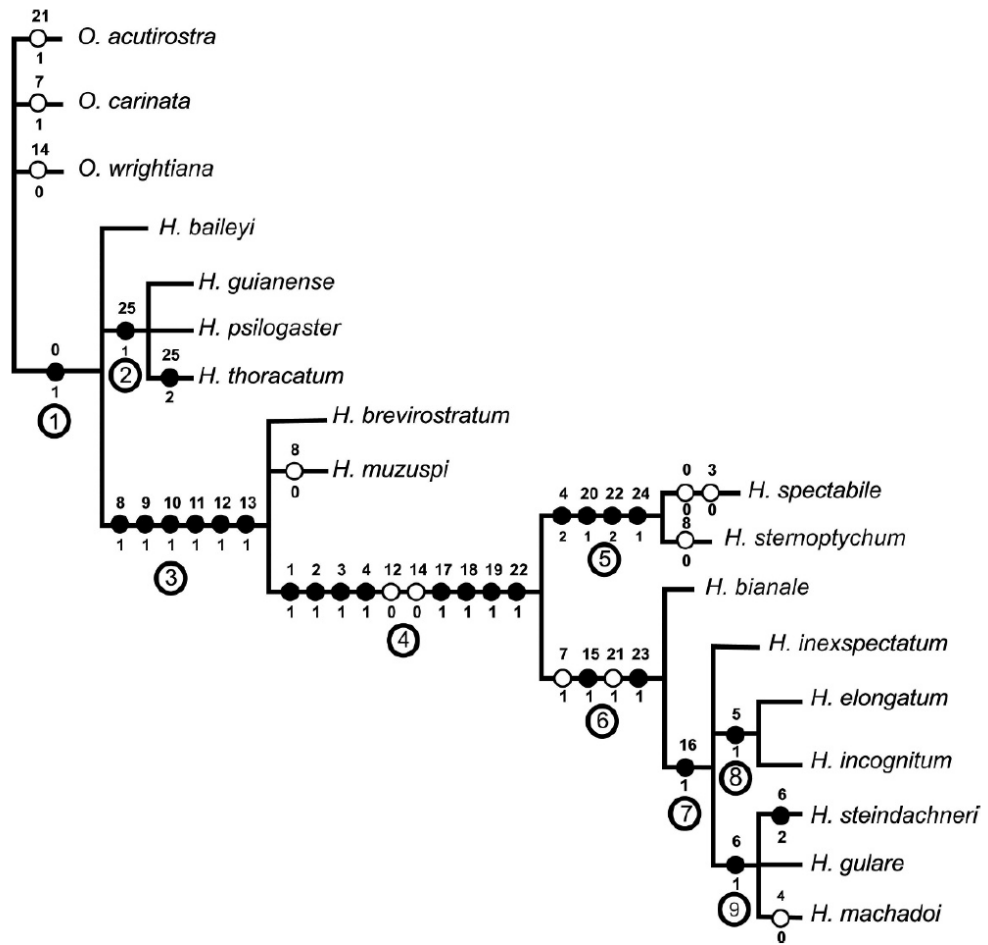 21
1
O. acutirostra
7
1
O. carinata
14
0
O. wrightiana
H. baileyi
H. guianense
25
1
2
H. psilogaster
25
2
H. thoracatum
0
1
1
H. brevirostratum
8
0
H. muzuspi
8 9 10 11 12 13
1 1 1 1 1 1
3
4 20 22 24
2 1 2 1
5
0 3
0 0
H. spectabile
8
0
H. sternoptychum
1 2 3 4 12 14 17 18 19 22
1 1 1 1 0 0 1 1 1 1
4
H. bianale
7 15 21 23
1 1 1 1
6
H. inexspectatum
5
1
8
H. elongatum
H. incognitum
16
1
7
6
2
H. steindachneri
6
1
9
H. gulare
4
0
H. machadoi